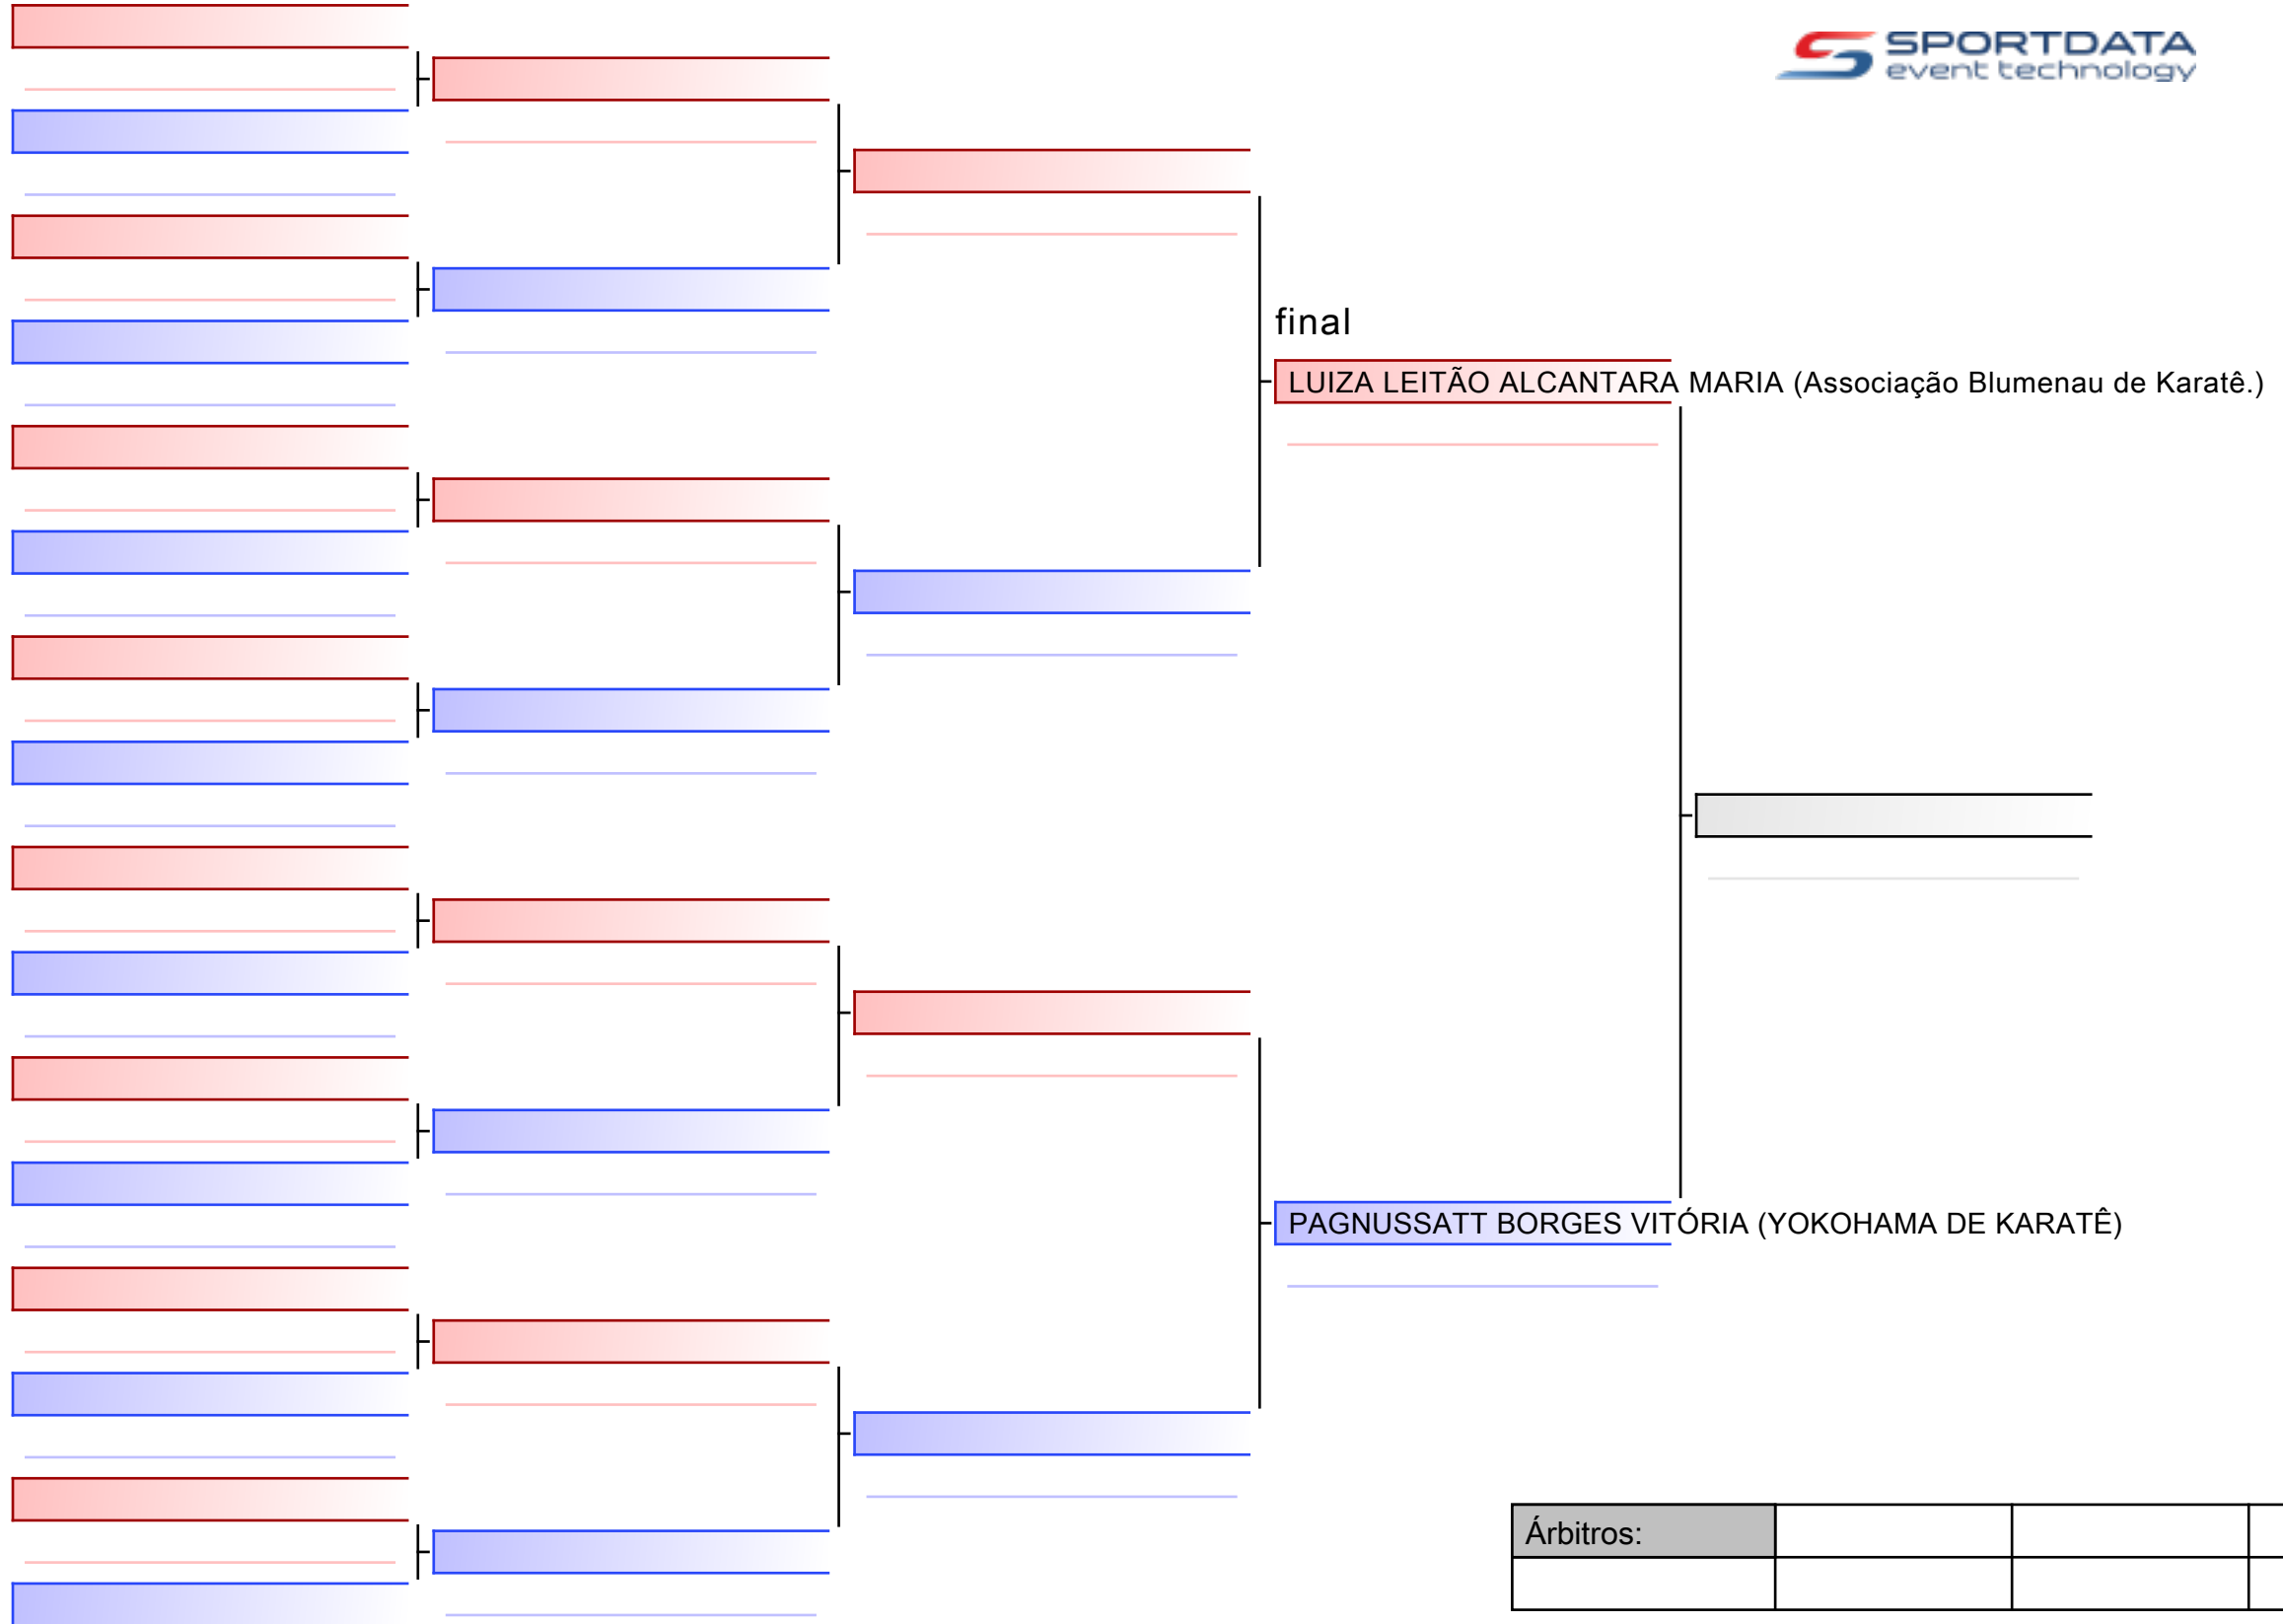 SPORTDATA
event technology
final
LUIZA LEITÃO ALCANTARA MARIA (Associação Blumenau de Karatê.)
PAGNUSSATT BORGES VITÓRIA (YOKOHAMA DE KARATÊ)
Árbitros: